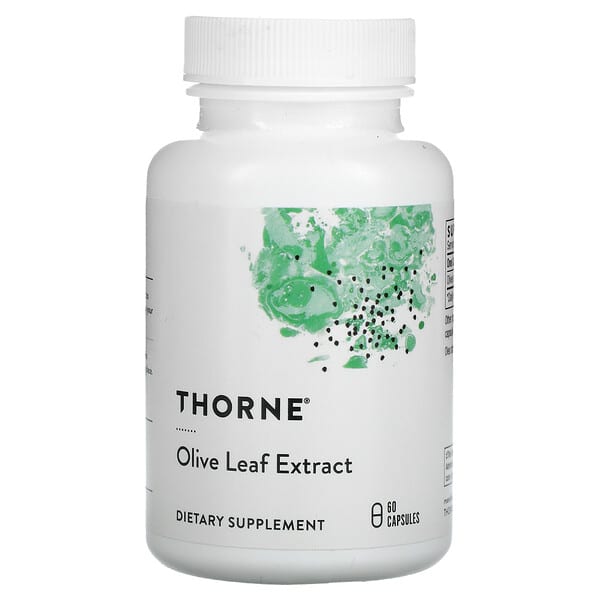 THORNE®
Olive Leaf Extract
DIETARY SUPPLEMENT
60
CAPSULES